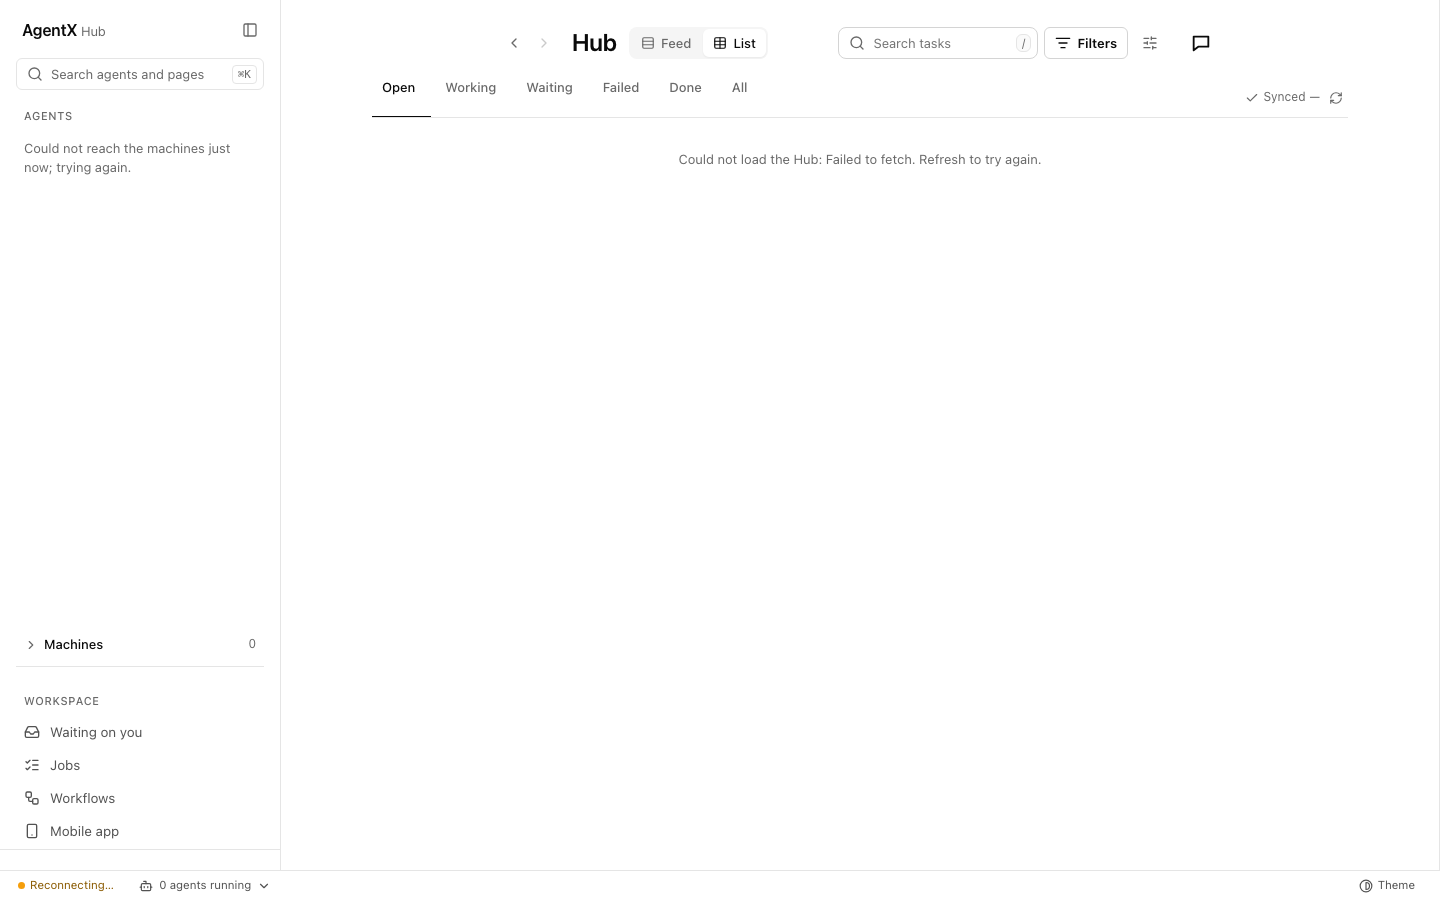 AgentX Hub
Search agents and pages ⌘K
AGENTS
Could not reach the machines just
now; trying again.
Machines 0
WORKSPACE
Waiting on you
Jobs
Workflows
Mobile app
Hub Feed List Search tasks / Filters
Open Working Waiting Failed Done All
Synced —
Could not load the Hub: Failed to fetch. Refresh to try again.
Reconnecting... 0 agents running Theme